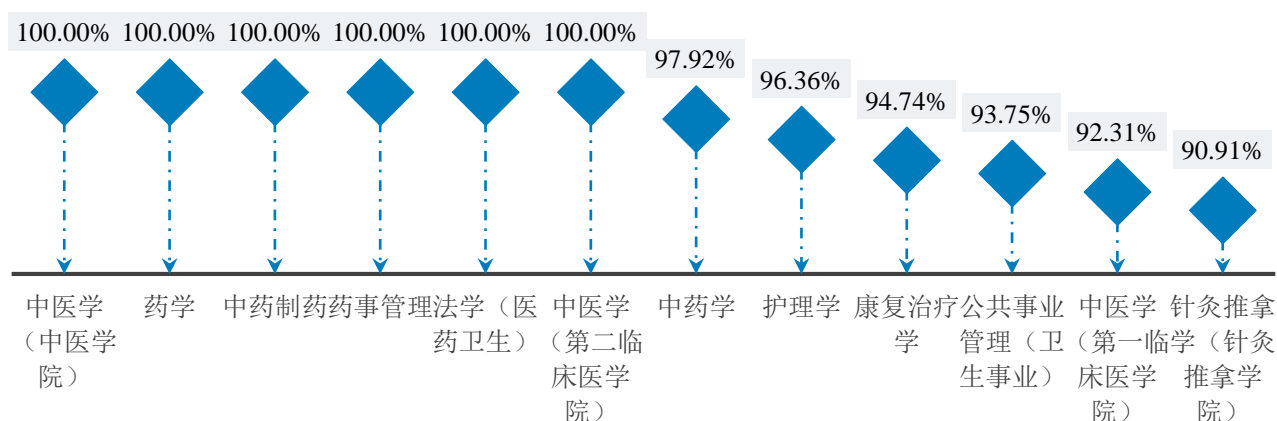 100.00% 100.00% 100.00% 100.00% 100.00% 100.00%
97.92%
96.36%
94.74%
93.75%
92.31%
90.91%
中医学
（中医学
院）
药学
中药制药
药事管理
法学（医
药卫生）
中医学
（第二临
床医学
院）
中药学
护理学
康复治疗
学
公共事业
管理（卫
生事业）
中医学
（第一临
床医学
院）
针灸推拿
学（针灸
推拿学
院）